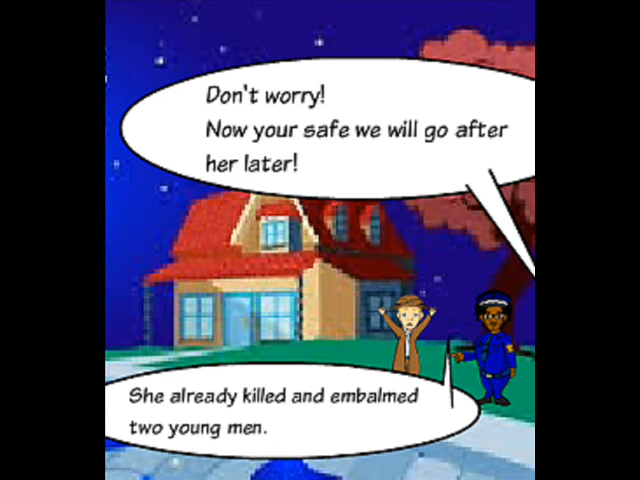 Don't worry!
Now your safe we will go after
her later!
She already killed and embalmed
two young men.